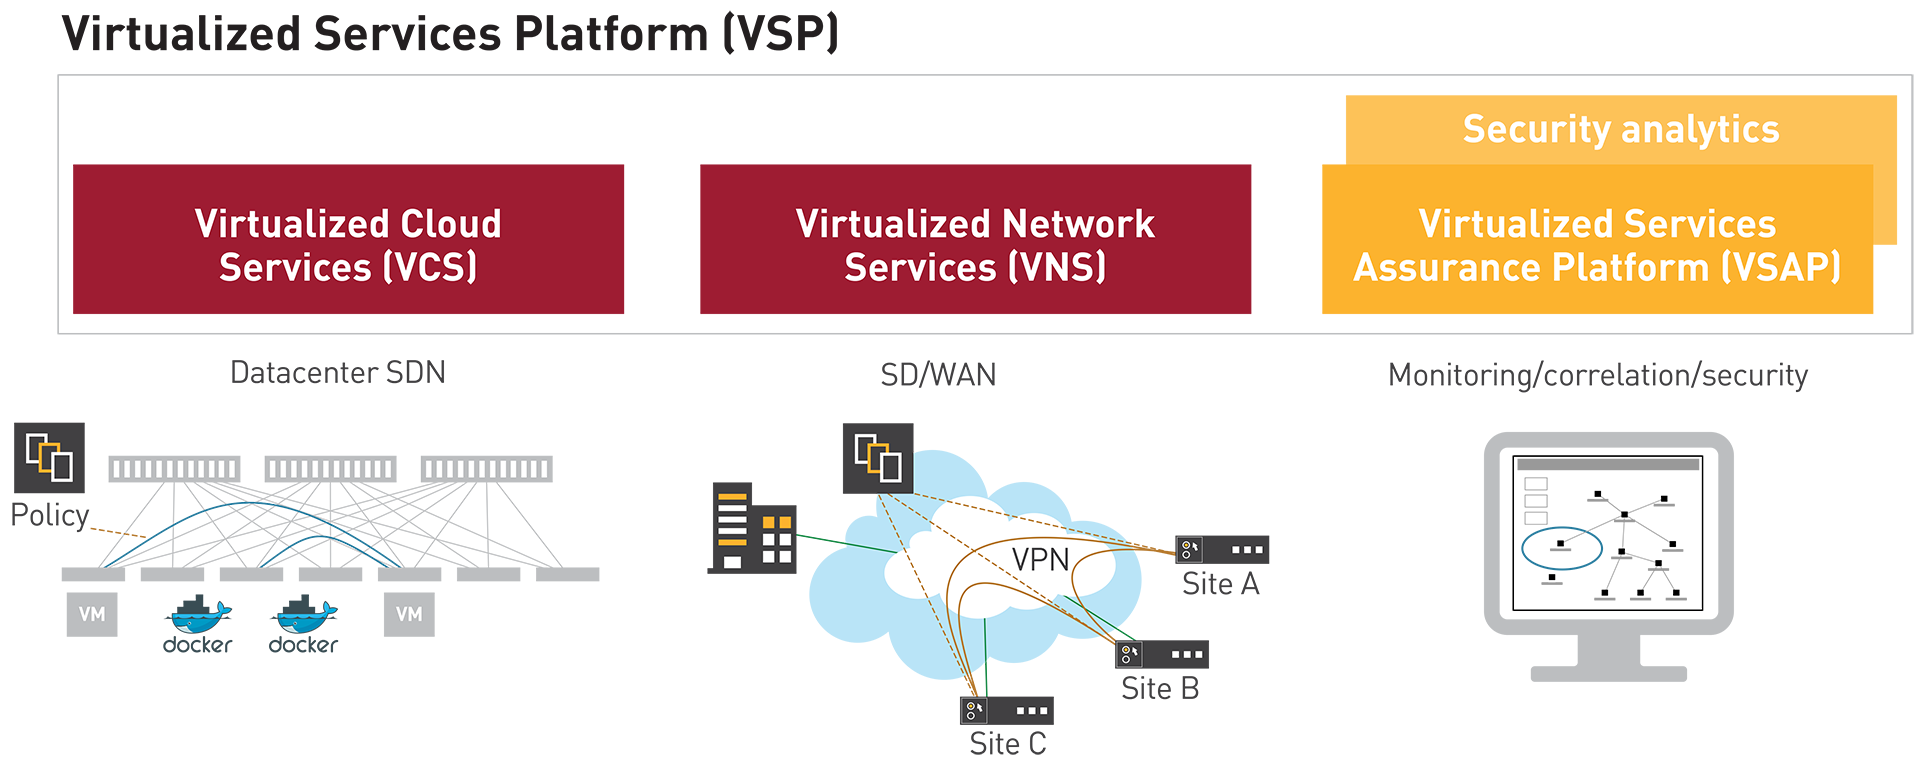 Virtualized Services Platform (VSP)
Security analytics
Virtualized Cloud
Services (VCS)
Virtualized Network
Services (VNS)
Virtualized Services
Assurance Platform (VSAP)
Datacenter SDN
SD/WAN
Monitoring/correlation/security
Policy
VM
docker
docker
VM
VPN
Site A
Site B
Site C